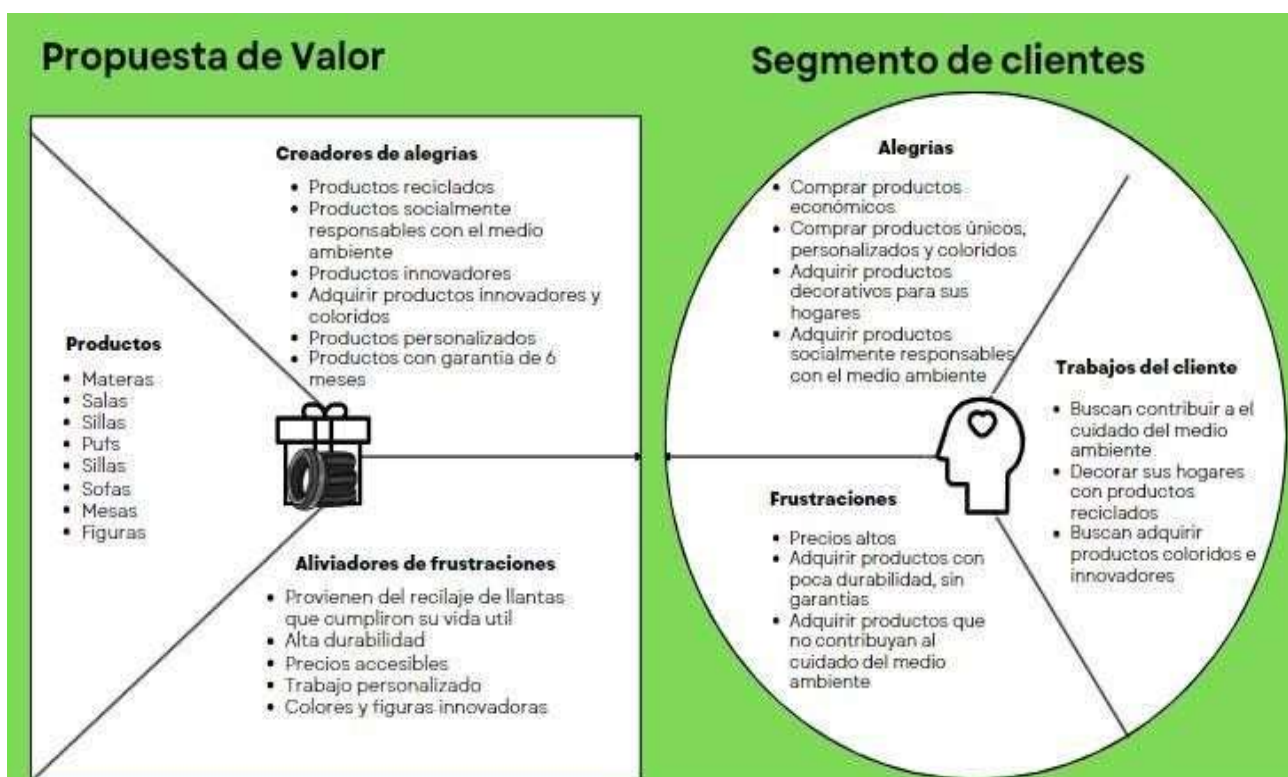 Propuesta de Valor
Creadores de alegrías
• Productos reciclados
• Productos socialmente
responsables con el medio
ambiente
• Productos innovadores
• Adquirir productos innovadores y
coloridos
• Productos personalizados
• Productos con garantia de 6
meses
Productos
• Materas
• Salas
• Sillas
• Pufs
• Sillas
• Sofas
• Mesas
• Figuras
Aliviadores de frustraciones
• Provienen del recilaje de llantas
que cumpliron su vida util
• Alta durabilidad
• Precios accesibles
• Trabajo personalizado
• Colores y figuras innovadoras
Segmento de clientes
Alegrías
• Comprar productos
económicos
• Comprar productos únicos,
personalizados y coloridos
• Adquirir productos
decorativos para sus
hogares
• Adquirir productos
socialmente responsables
con el medio ambiente
Trabajos del cliente
• Buscan contribuir a el
cuidado del medio
ambiente
• Decorar sus hogares
con productos
reciclados
• Buscan adquirir
productos coloridos e
innovadores
Frustraciones
• Precios altos
• Adquirir productos con
poca durabilidad, sin
garantias
• Adquirir productos que
no contribuyan al
cuidado del medio
ambiente